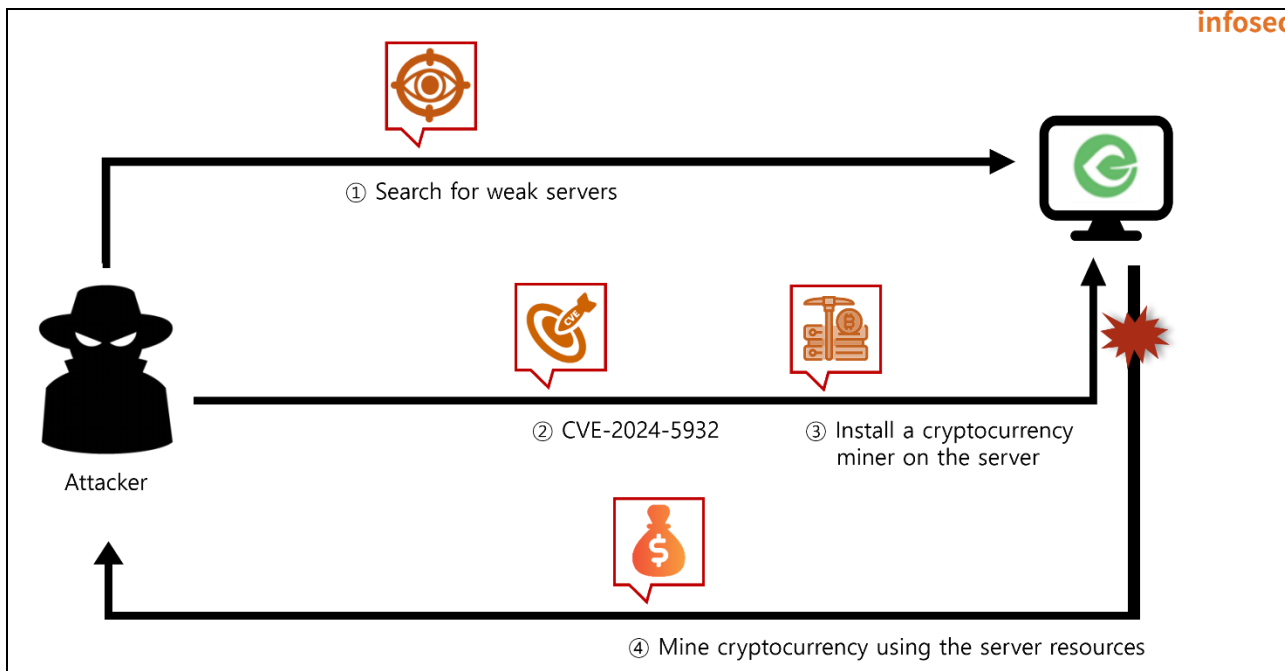 infosec
① Search for weak servers
② CVE-2024-5932
③ Install a cryptocurrency
miner on the server
CVE
Attacker
④ Mine cryptocurrency using the server resources